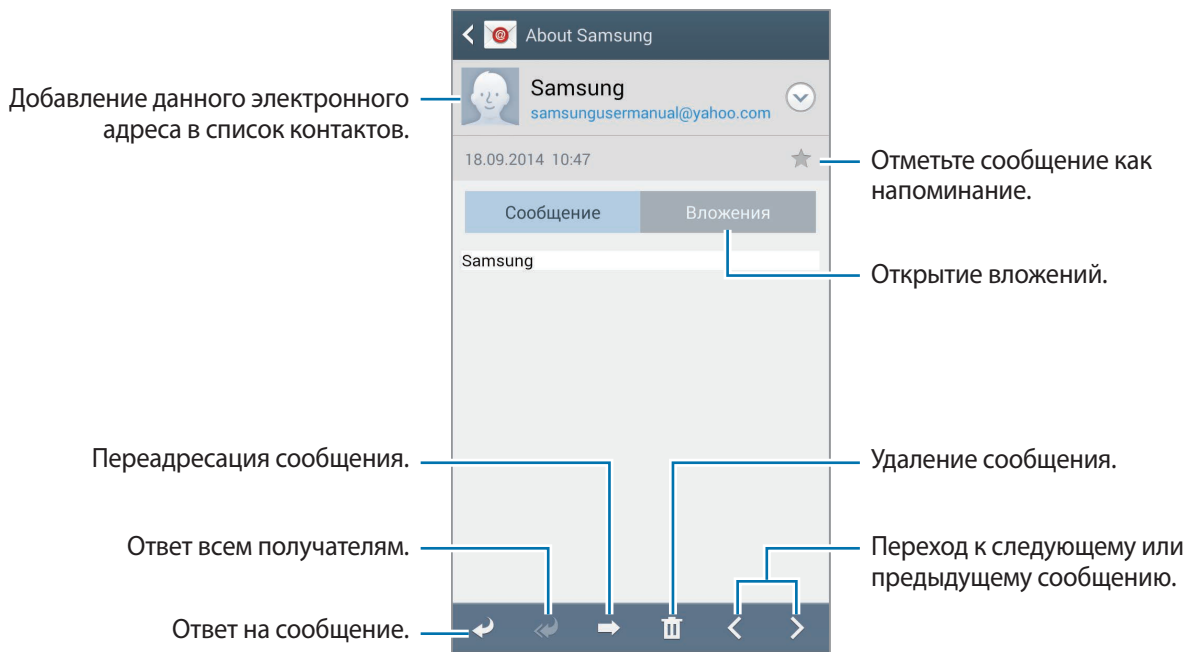 About Samsung
Добавление данного электронного
адреса в список контактов.
Samsung
samsungusermanual@yahoo.com
18.09.2014 10:47
Отметьте сообщение как
напоминание.
Сообщение
Вложения
Samsung
Открытие вложений.
Переадресация сообщения.
Удаление сообщения.
Ответ всем получателям.
Переход к следующему или
предыдущему сообщению.
Ответ на сообщение.